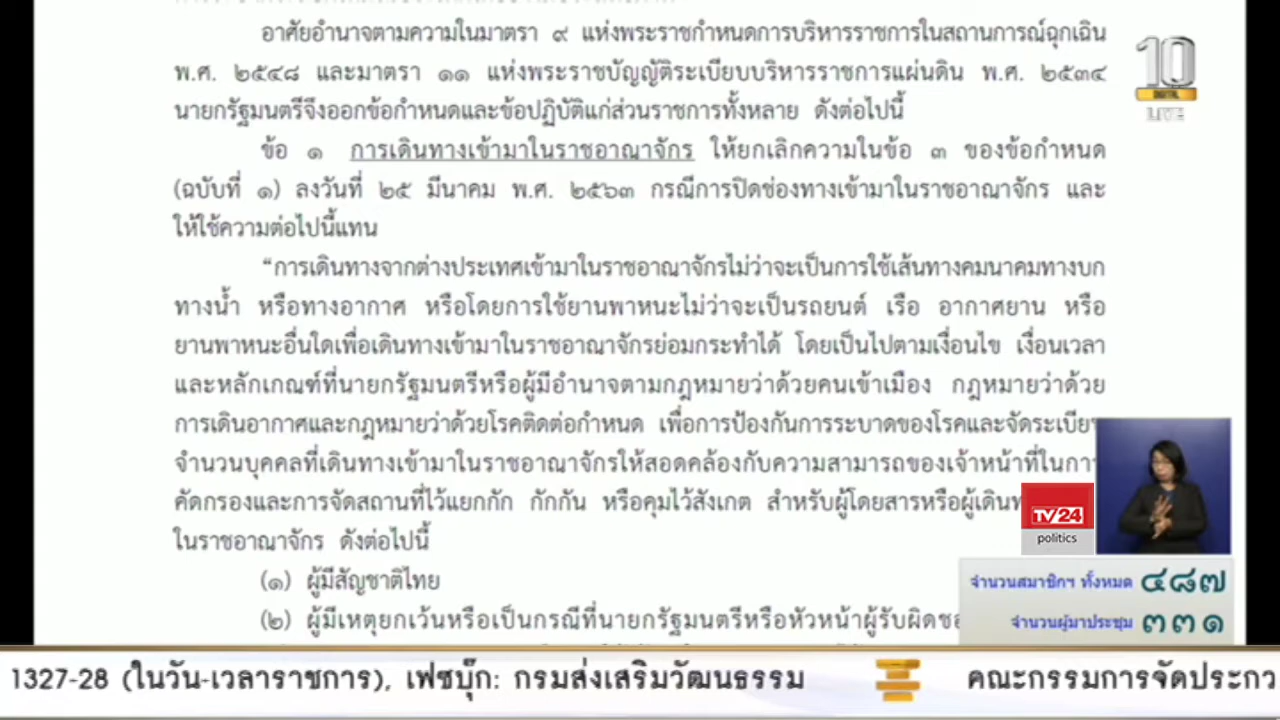 อาศัยอำนาจตามความในมาตรา ๙ แห่งพระราชกำหนดการบริหารราชการในสถานการณ์ฉุกเฉิน
พ.ศ. ๒๕๔๘ และมาตรา ๑๑ แห่งพระราชบัญญัติระเบียบบริหารราชการแผ่นดิน พ.ศ. ๒๕๓๔
นายกรัฐมนตรีจึงออกข้อกำหนดและข้อปฏิบัติแก่ส่วนราชการทั้งหลาย ดังต่อไปนี้
ข้อ ๑ การเดินทางเข้ามาในราชอาณาจักร ให้ยกเลิกความในข้อ ๓ ของข้อกำหนด
(ฉบับที่ ๑) ลงวันที่ ๒๕ มีนาคม พ.ศ. ๒๕๖๓ กรณีการปิดช่องทางเข้ามาในราชอาณาจักร และ
ให้ใช้ความต่อไปนี้แทน
“การเดินทางจากต่างประเทศเข้ามาในราชอาณาจักรไม่ว่าจะเป็นการใช้เส้นทางคมนาคมทางบก
ทางน้ำ หรือทางอากาศ หรือโดยการใช้ยานพาหนะไม่ว่าจะเป็นรถยนต์ เรือ อากาศยาน หรือ
ยานพาหนะอื่นใดเพื่อเดินทางเข้ามาในราชอาณาจักรย่อมกระทำได้ โดยเป็นไปตามเงื่อนไข เงื่อนเวลา
และหลักเกณฑ์ที่นายกรัฐมนตรีหรือผู้มีอำนาจตามกฎหมายว่าด้วยคนเข้าเมือง กฎหมายว่าด้วย
การเดินอากาศและกฎหมายว่าด้วยโรคติดต่อกำหนด เพื่อการป้องกันการระบาดของโรคและจัดระเบีย
จำนวนบุคคลที่เดินทางเข้ามาในราชอาณาจักรให้สอดคล้องกับความสามารถของเจ้าหน้าที่ในกา
คัดกรองและการจัดสถานที่ไว้แยกกัก กักกัน หรือคุมไว้สังเกต สำหรับผู้โดยสารหรือผู้เดินท
ในราชอาณาจักร ดังต่อไปนี้
(๑) ผู้มีสัญชาติไทย
(๒) ผู้มีเหตุยกเว้นหรือเป็นกรณีที่นายกรัฐมนตรีหรือหัวหน้าผู้รับผิดช
10
DIGITAL
LIVE
TV/24
politics
จำนวนสมาชิกฯ ทั้งหมด ๔๘๗
จำนวนผู้มาประชุม ๓๓๑
1327-28 (ในวัน-เวลาราชการ), เฟซบุ๊ก: กรมส่งเสริมวัฒนธรรม คณะกรรมการจัดประกว